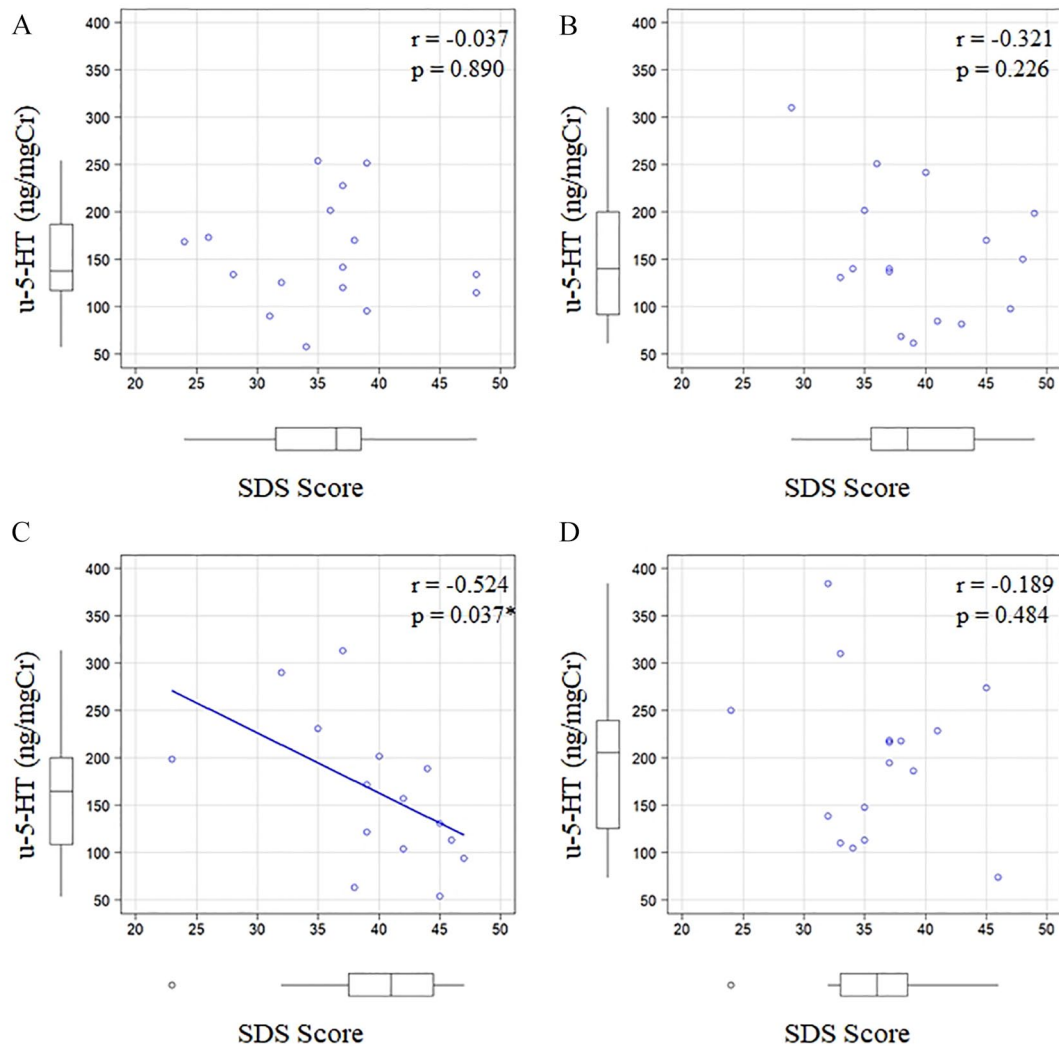 A
r = -0.037
p = 0.890
400
350
300
250
200
150
100
50
u-5-HT (ng/mgCr)
20 25 30 35 40 45 50
SDS Score
B
r = -0.321
p = 0.226
400
350
300
250
200
150
100
50
u-5-HT (ng/mgCr)
20 25 30 35 40 45 50
SDS Score
C
r = -0.524
p = 0.037*
400
350
300
250
200
150
100
50
u-5-HT (ng/mgCr)
20 25 30 35 40 45 50
SDS Score
D
r = -0.189
p = 0.484
400
350
300
250
200
150
100
50
u-5-HT (ng/mgCr)
20 25 30 35 40 45 50
SDS Score